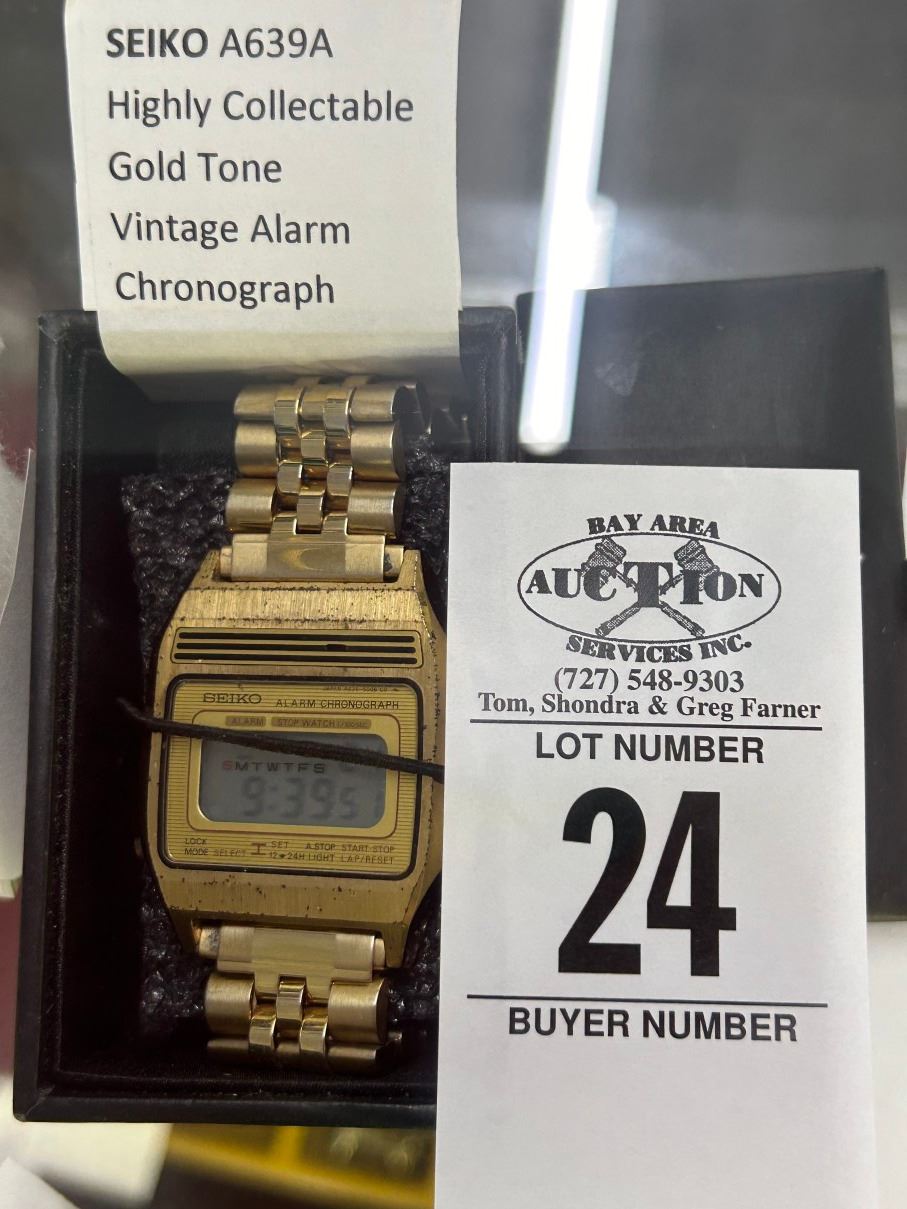 SEIKO A639A
Highly Collectable
Gold Tone
Vintage Alarm
Chronograph
BAY AREA
AUCTION
SERVICES INC.
(727) 548-9303
Tom, Shondra & Greg Farner
LOT NUMBER
24
BUYER NUMBER
SEIKO
ALARM CHRONOGRAPH
ALARM STOP WATCH
SMTWTFS
9:39 51
LOCK SET A.STOP START·STOP
MODE SELECT 12 24H LIGHT LAP/RESET